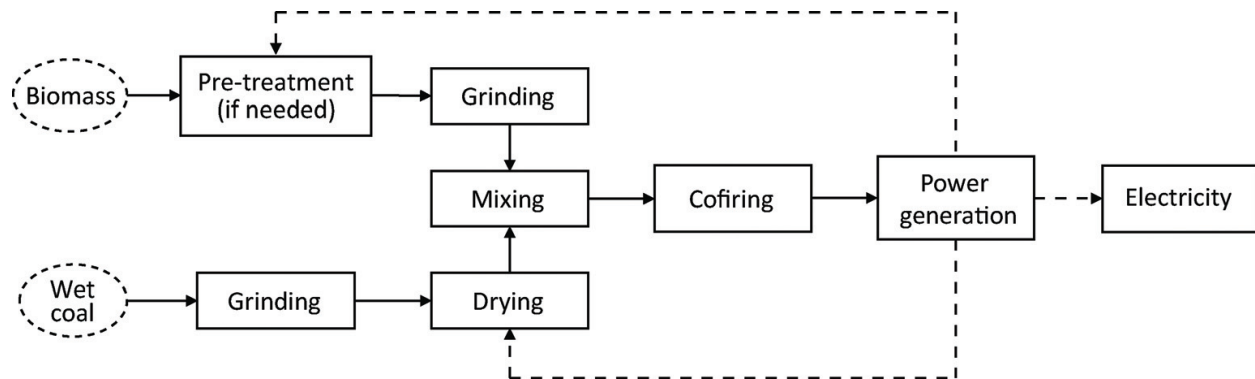 Biomass
Pre-treatment
(if needed)
Grinding
Mixing
Cofiring
Power
generation
Electricity
Wet
coal
Grinding
Drying